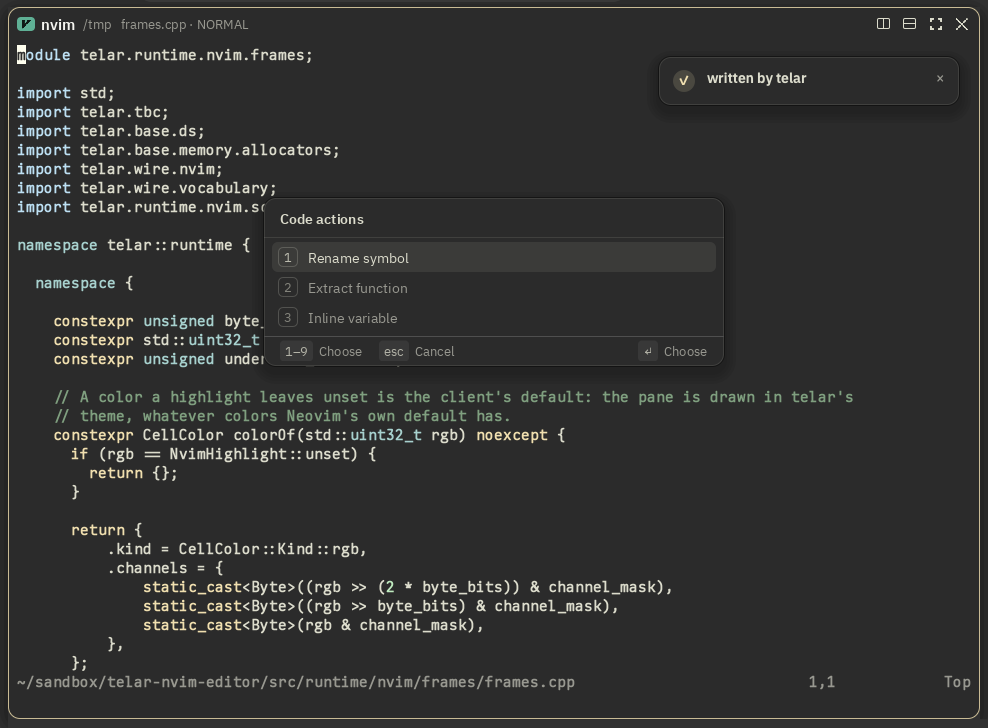 nvim /tmp frames.cpp · NORMAL
module telar.runtime.nvim.frames;
written by telar ×
import std;
import telar.tbc;
import telar.base.ds;
import telar.base.memory.allocators;
import telar.wire.nvim;
import telar.wire.vocabulary;
import telar.runtime.nvim.sc
Code actions
namespace telar::runtime {
1 Rename symbol
namespace {
2 Extract function
3 Inline variable
constexpr unsigned byte_
constexpr std::uint32_t
1–9 Choose esc Cancel ↵ Choose
constexpr unsigned under
// A color a highlight leaves unset is the client's default: the pane is drawn in telar's
// theme, whatever colors Neovim's own default has.
constexpr CellColor colorOf(std::uint32_t rgb) noexcept {
if (rgb == NvimHighlight::unset) {
return {};
}
return {
.kind = CellColor::Kind::rgb,
.channels = {
static_cast<Byte>((rgb >> (2 * byte_bits)) & channel_mask),
static_cast<Byte>((rgb >> byte_bits) & channel_mask),
static_cast<Byte>(rgb & channel_mask),
},
};
~/sandbox/telar-nvim-editor/src/runtime/nvim/frames/frames.cpp 1,1 Top